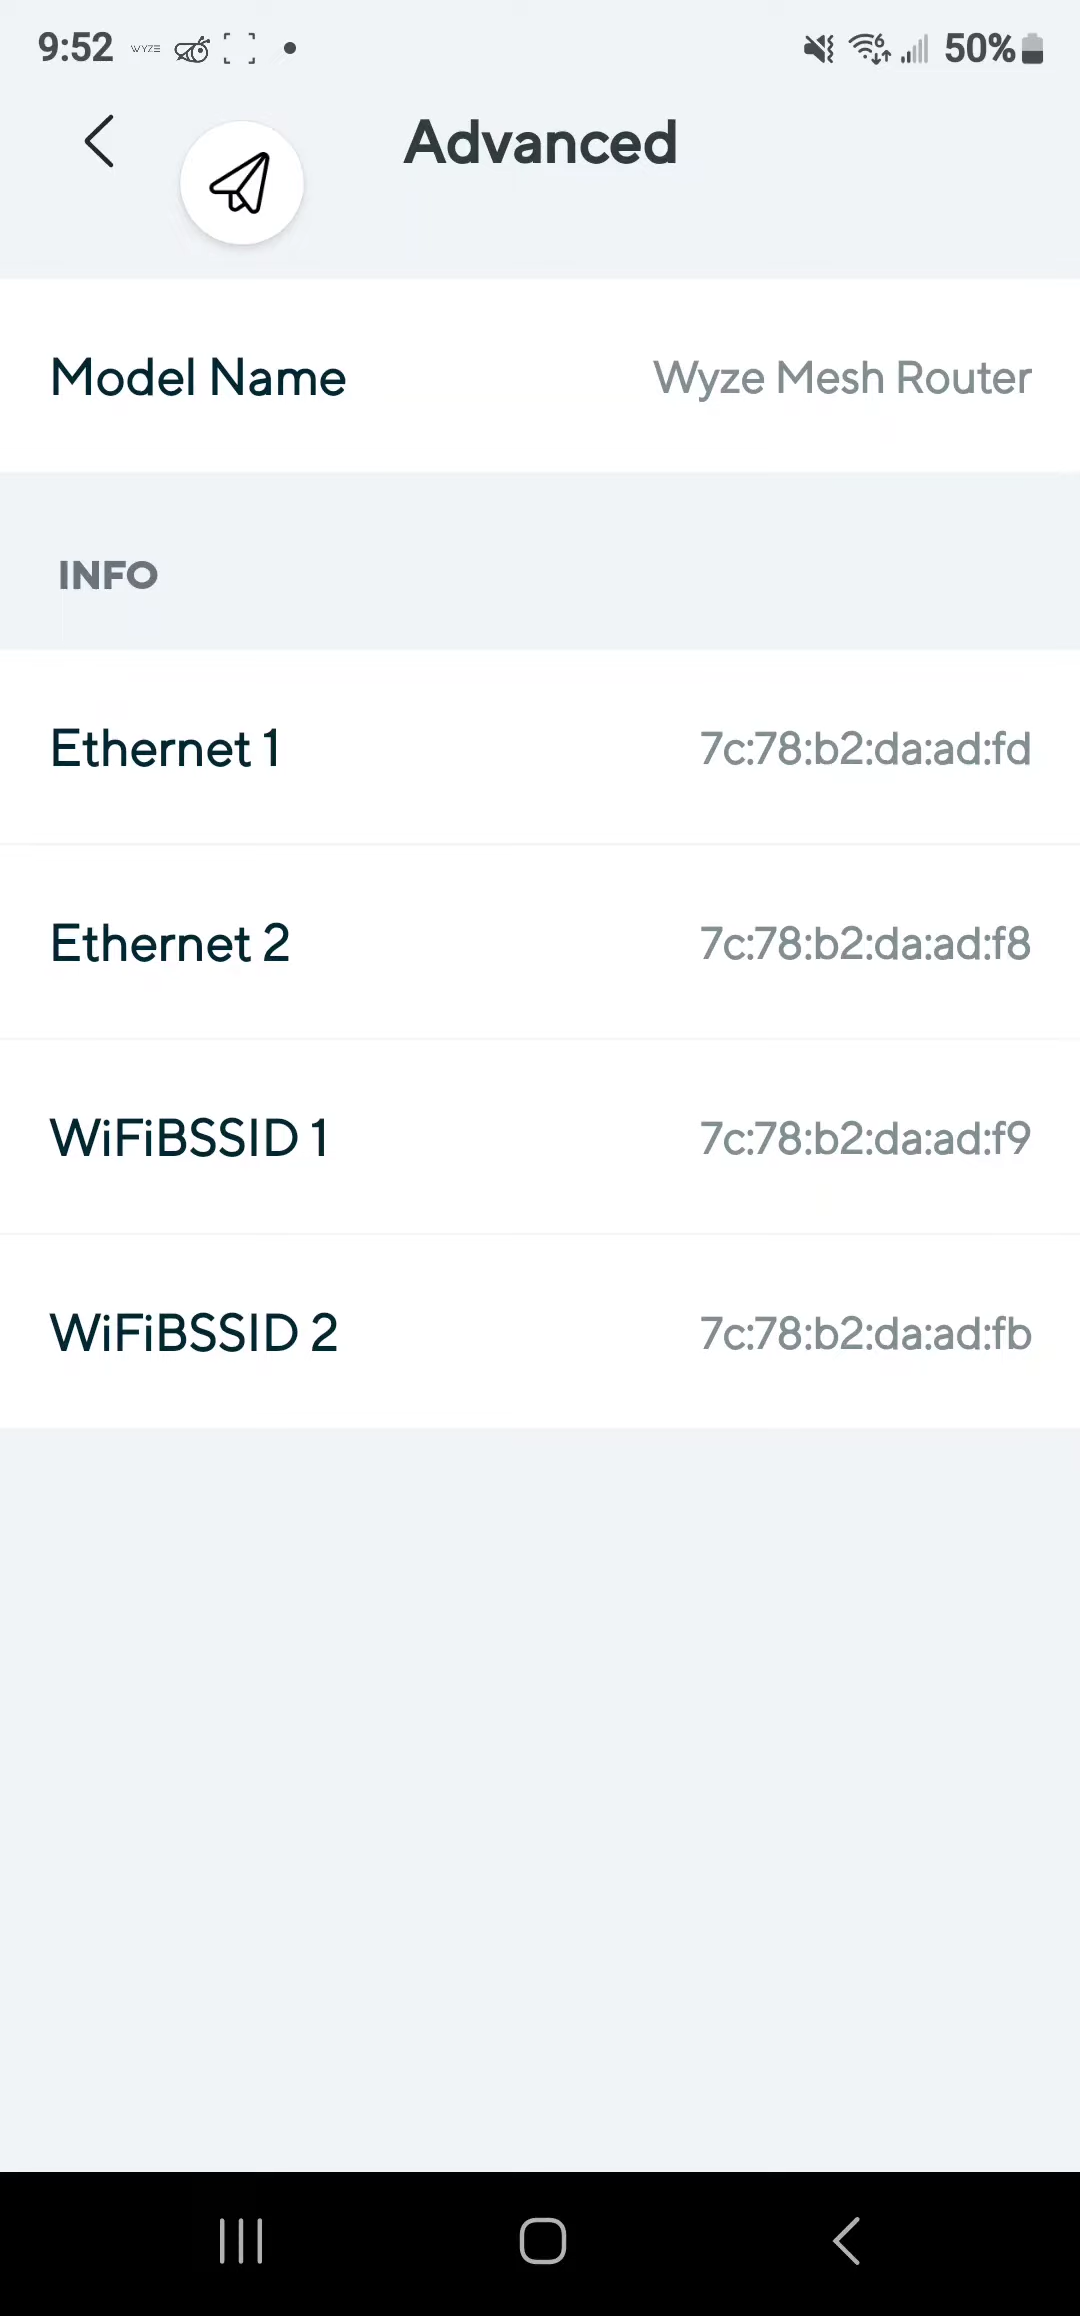 9:52 WYZE 6 50%
Advanced
Model Name Wyze Mesh Router
INFO
Ethernet 1 7c:78:b2:da:ad:fd
Ethernet 2 7c:78:b2:da:ad:f8
WiFiBSSID 1 7c:78:b2:da:ad:f9
WiFiBSSID 2 7c:78:b2:da:ad:fb